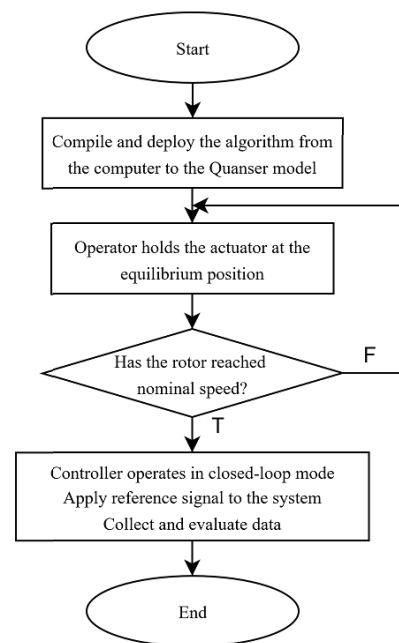 Start
Compile and deploy the algorithm from
the computer to the Quanser model
Operator holds the actuator at the
equilibrium position
Has the rotor reached
nominal speed?
F
T
Controller operates in closed-loop mode
Apply reference signal to the system
Collect and evaluate data
End